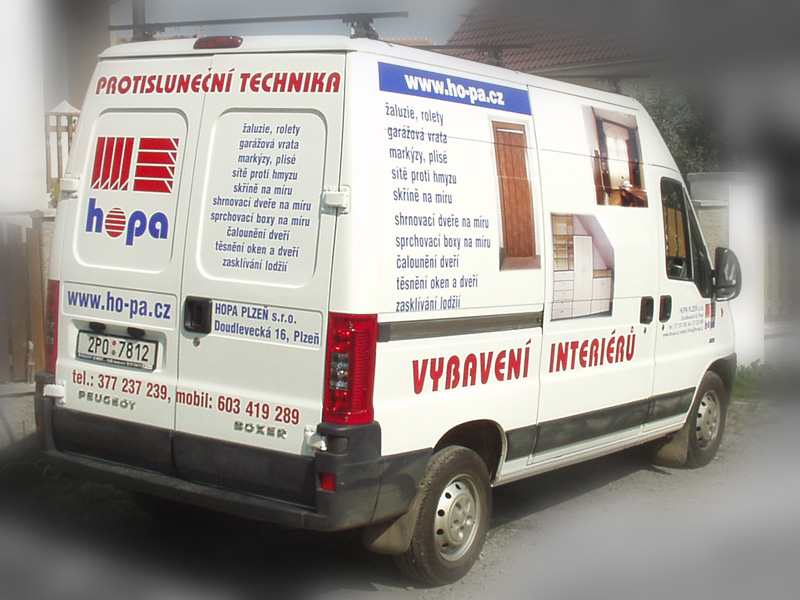 PROTISLUNEČNÍ TECHNIKA
hopa
žaluzie, rolety
garážová vrata
markýzy, plisé
sítě proti hmyzu
skříně na míru
shrnovací dveře na míru
sprchovací boxy na míru
čalounění dveří
těsnění oken a dveří
zasklívání lodžií
www.ho-pa.cz
HOPA PLZEŇ s.r.o.
Doudlevecká 16, Plzeň
2P0 7812
tel.: 377 237 239, mobil: 603 419 289
PEUGEOT
BOXER
www.ho-pa.cz
žaluzie, rolety
garážová vrata
markýzy, plisé
sítě proti hmyzu
skříně na míru
shrnovací dveře na míru
sprchovací boxy na míru
čalounění dveří
těsnění oken a dveří
zasklívání lodžií
VYBAVENÍ INTERIÉRŮ
HOPA PLZEŇ s.r.o.